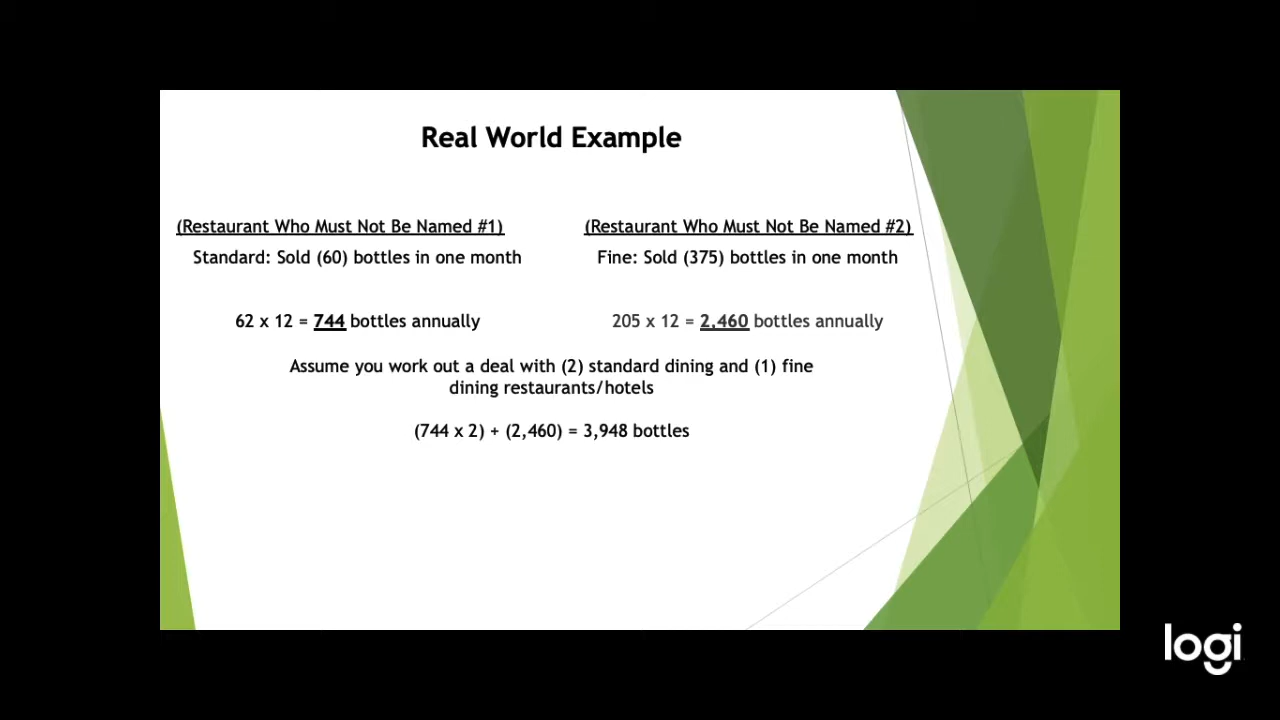 Real World Example
(Restaurant Who Must Not Be Named #1)
Standard: Sold (60) bottles in one month
62 x 12 = 744 bottles annually
(Restaurant Who Must Not Be Named #2)
Fine: Sold (375) bottles in one month
205 x 12 = 2,460 bottles annually
Assume you work out a deal with (2) standard dining and (1) fine
dining restaurants/hotels
(744 x 2) + (2,460) = 3,948 bottles
logi